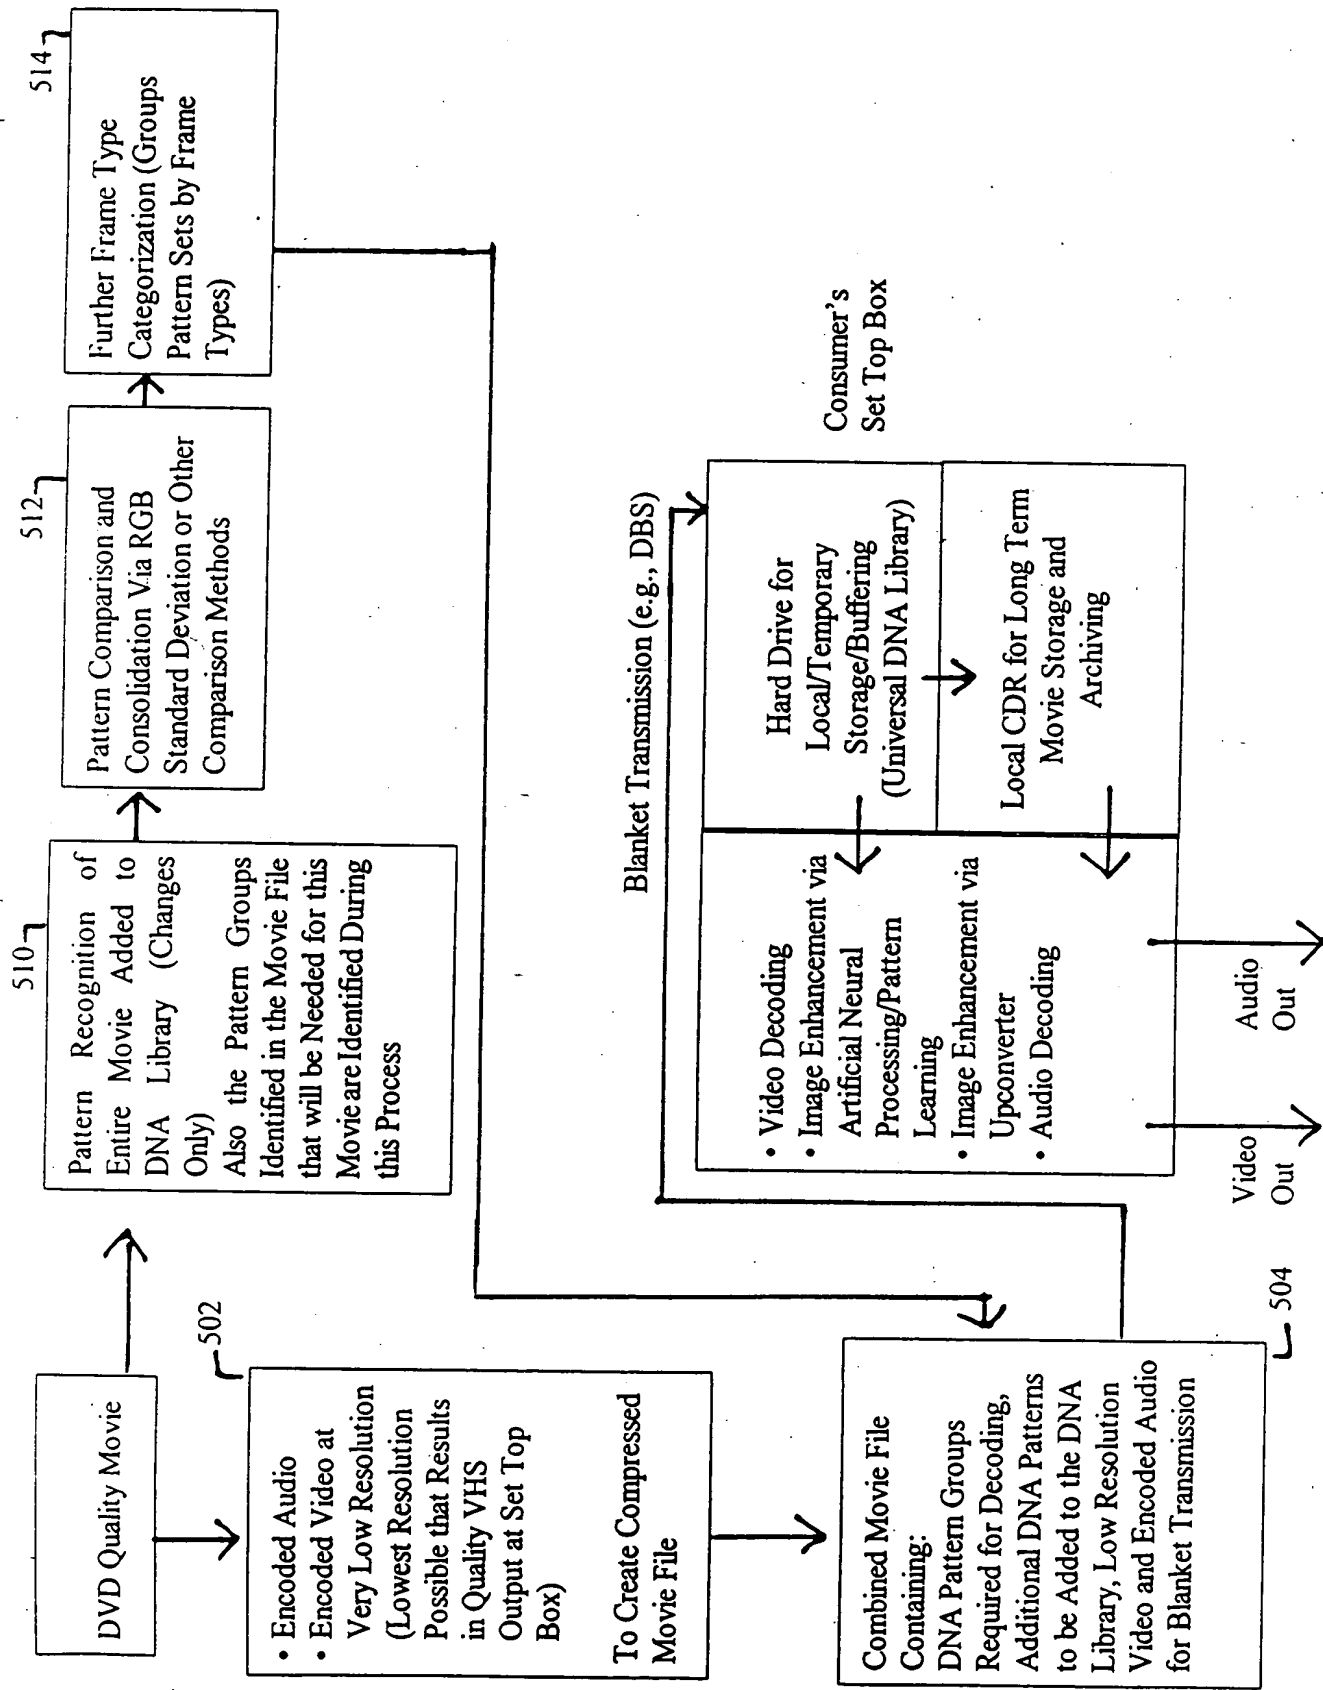 DVD Quality Movie
510
Pattern Recognition of
Entire Movie Added to
DNA Library (Changes
Only)
Also the Pattern Groups
Identified in the Movie File
that will be Needed for this
Movie are Identified During
this Process
512
Pattern Comparison and
Consolidation Via RGB
Standard Deviation or Other
Comparison Methods
514
Further Frame Type
Categorization (Groups
Pattern Sets by Frame
Types)
502
• Encoded Audio
• Encoded Video at
Very Low Resolution
(Lowest Resolution
Possible that Results
in Quality VHS
Output at Set Top
Box)
To Create Compressed
Movie File
504
Combined Movie File
Containing:
DNA Pattern Groups
Required for Decoding,
Additional DNA Patterns
to be Added to the DNA
Library, Low Resolution
Video and Encoded Audio
for Blanket Transmission
Blanket Transmission (e.g., DBS)
Consumer's
Set Top Box
Hard Drive for
Local/Temporary
Storage/Buffering
(Universal DNA Library)
Local CDR for Long Term
Movie Storage and
Archiving
• Video Decoding
• Image Enhancement via
Artificial Neural
Processing/Pattern
Learning
• Image Enhancement via
Upconverter
• Audio Decoding
Video
Out
Audio
Out